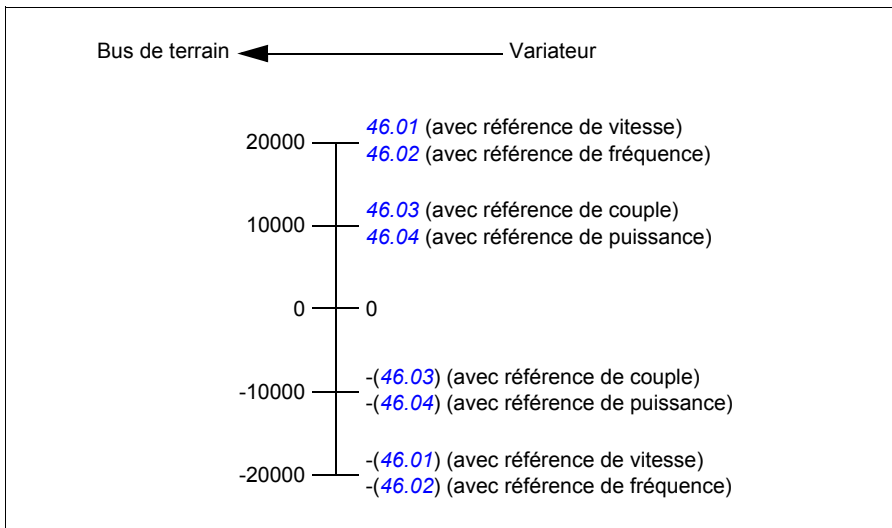 Bus de terrain Variateur
46.01 (avec référence de vitesse)
20000
46.02 (avec référence de fréquence)
46.03 (avec référence de couple)
10000
46.04 (avec référence de puissance)
0 0
-(46.03) (avec référence de couple)
-10000
-(46.04) (avec référence de puissance)
-(46.01) (avec référence de vitesse)
-20000
-(46.02) (avec référence de fréquence)